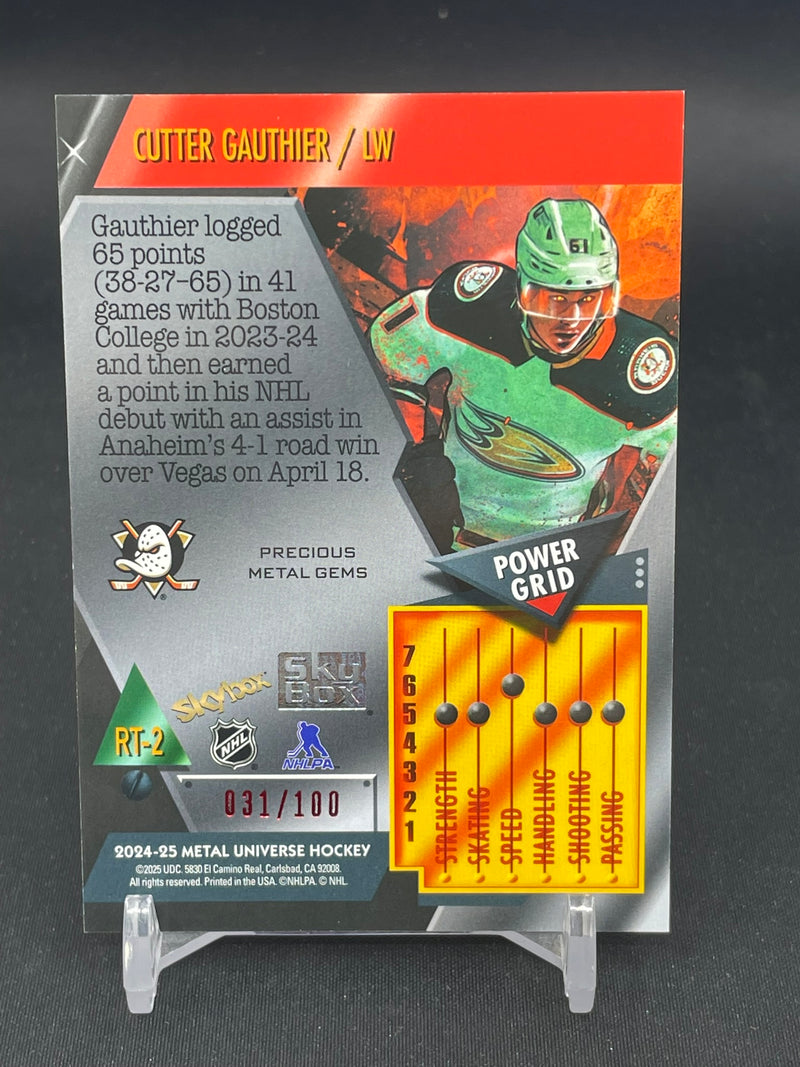 CUTTER GAUTHIER / LW
Gauthier logged
65 points
(38-27-65) in 41
games with Boston
College in 2023-24
and then earned
a point in his NHL
debut with an assist in
Anaheim's 4-1 road win
over Vegas on April 18.
61
1
PRECIOUS
METAL GEMS
®
POWER
GRID
7
6
5
4
3
2
1
STRENGTH
SKATING
SPEED
HANDLING
SHOOTING
PASSING
RT-2
Skybox
SKY
BOX
NHL
NHLPA
031/100
2024-25 METAL UNIVERSE HOCKEY
©2025 UDC. 5830 El Camino Real, Carlsbad, CA 92008.
All rights reserved. Printed in the USA. ©NHLPA. © NHL.